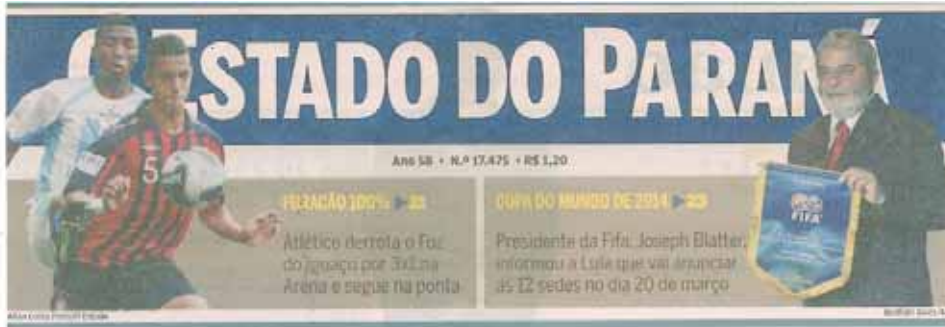 O ESTADO DO PARANÁ
Ano 58 • N.º 17.475 • R$ 1,20
FURACÃO 100%
Atlético derrota o Foz
do Iguaçu por 3x1 na
Arena e segue na ponta
COPA DO MUNDO DE 2014 23
Presidente da Fifa, Joseph Blatter,
informou a Lula que vai anunciar
as 12 sedes no dia 20 de março
5
FIFA